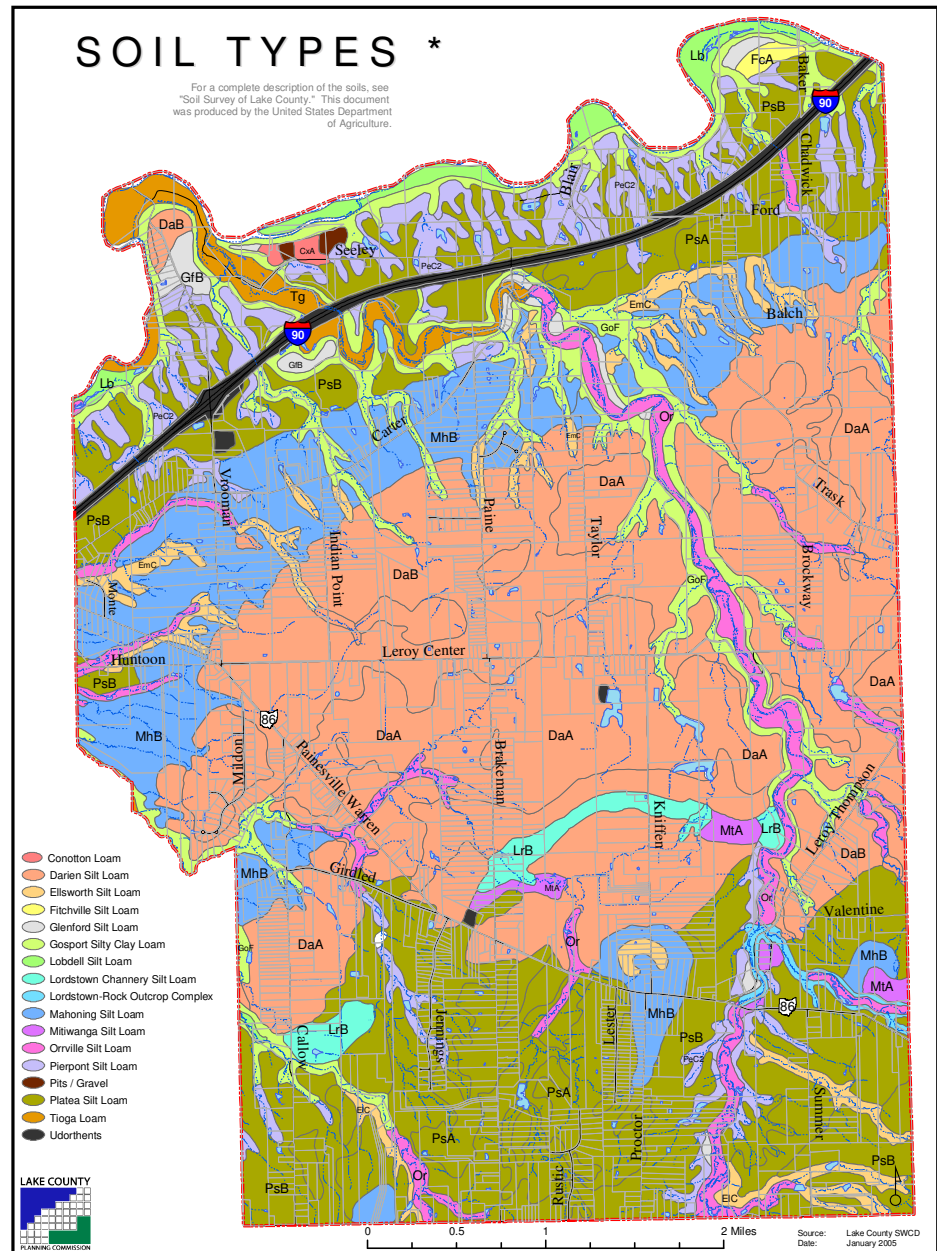 SOIL TYPES *
For a complete description of the soils, see
"Soil Survey of Lake County." This document
was produced by the United States Department
of Agriculture.
Lb
FcA
Baker
90
PsB
Chadwick
Blair
PeC2
Ford
DaB
CxA
Seeley
PsA
GfB
PeC2
Tg
EmC
Balch
90
GoF
GfB
PsB
Lb
PeC2
Or
Carter
MhB
EmC
DaA
DaA
Vrooman
Trask
Paine
PsB
Taylor
Indian Point
EmC
DaB
Brockway
GoF
Monte
Leroy Center
Huntoon
PsB
DaA
86
MhB
DaA
DaA
DaA
Mildon
Painesville Warren
Brakeman
Kniffen
Leroy Thompson
MtA
LrB
LrB
DaB
Conotton Loam
Darien Silt Loam
Ellsworth Silt Loam
Fitchville Silt Loam
Glenford Silt Loam
Gosport Silty Clay Loam
Lobdell Silt Loam
Lordstown Channery Silt Loam
Lordstown-Rock Outcrop Complex
Mahoning Silt Loam
Mitiwanga Silt Loam
Orrville Silt Loam
Pierpont Silt Loam
Pits / Gravel
Platea Silt Loam
Tioga Loam
Udorthents
MhB
Girdled
MtA
Or
Valentine
GoF
DaA
Or
MhB
MtA
86
MhB
LrB
Callow
Jennings
Lester
PsB
PeC2
PsA
Summer
ElC
Proctor
PsA
PsB
Or
Rustic
PsB
ElC
LAKE COUNTY
PLANNING COMMISSION
0 0.5 1 2 Miles
Source: Lake County SWCD
Date: January 2005